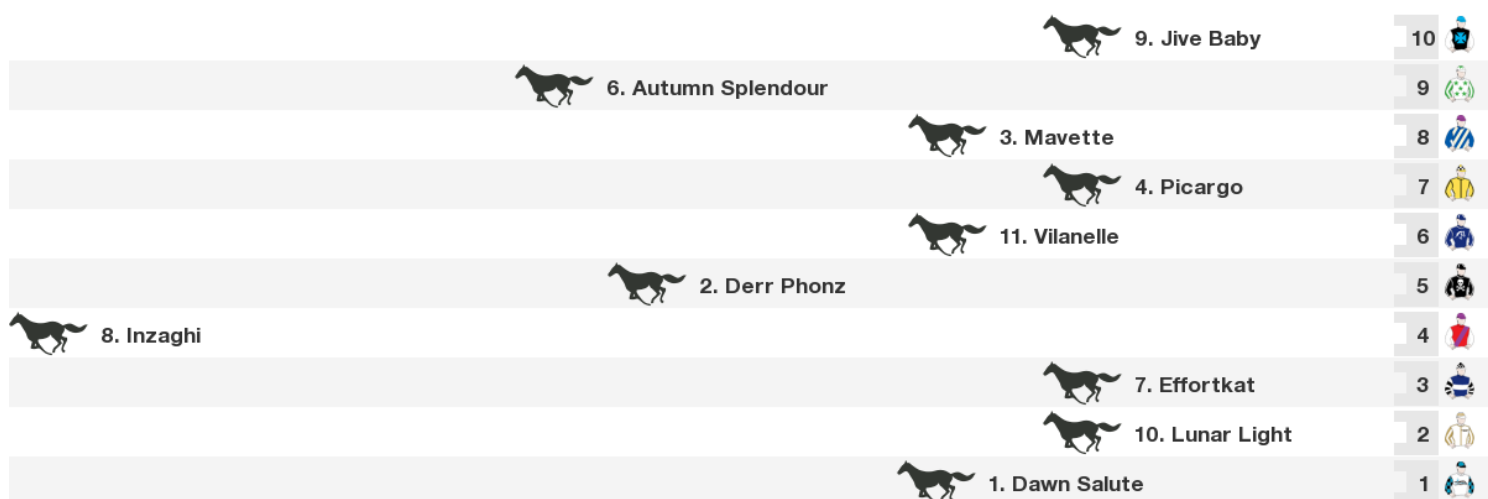 9. Jive Baby 10
6. Autumn Splendour 9
3. Mavette 8
4. Picargo 7
11. Vilanelle 6
2. Derr Phonz 5
8. Inzaghi 4
7. Effortkat 3
10. Lunar Light 2
1. Dawn Salute 1